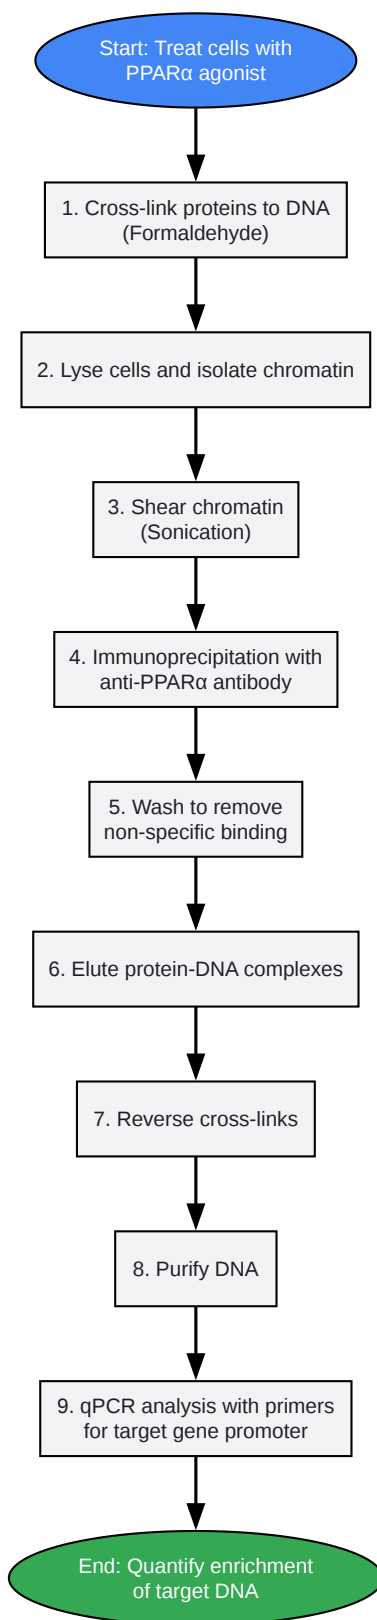 Start: Treat cells with
PPARα agonist
1. Cross-link proteins to DNA
(Formaldehyde)
2. Lyse cells and isolate chromatin
3. Shear chromatin
(Sonication)
4. Immunoprecipitation with
anti-PPARα antibody
5. Wash to remove
non-specific binding
6. Elute protein-DNA complexes
7. Reverse cross-links
8. Purify DNA
9. qPCR analysis with primers
for target gene promoter
End: Quantify enrichment
of target DNA